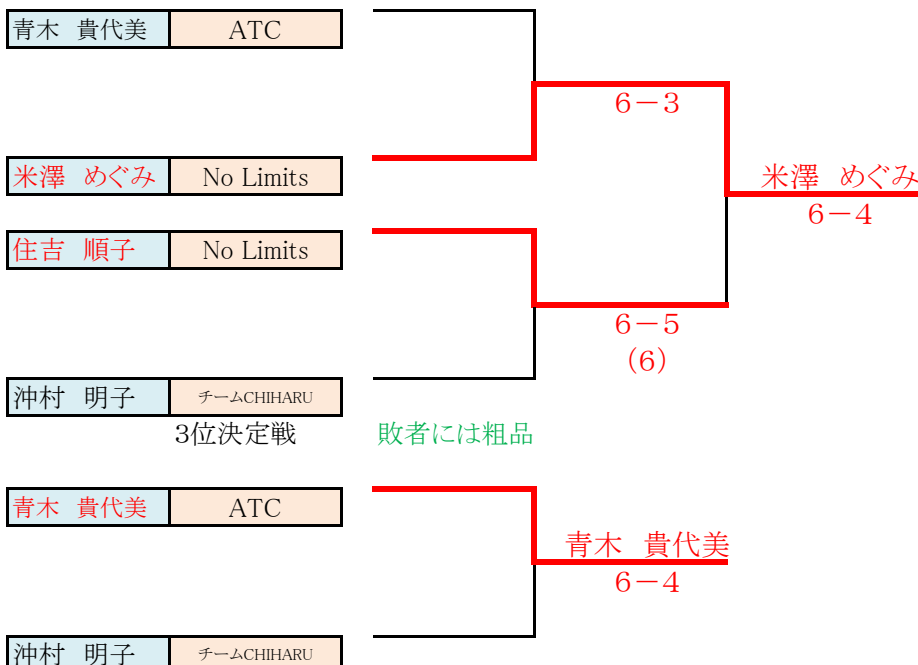 青木　貴代美　ATC
6－3
米澤　めぐみ　No Limits
米澤　めぐみ
6－4
住吉　順子　No Limits
6－5
(6)
沖村　明子　チームCHIHARU
3位決定戦　敗者には粗品
青木　貴代美　ATC
青木　貴代美
6－4
沖村　明子　チームCHIHARU